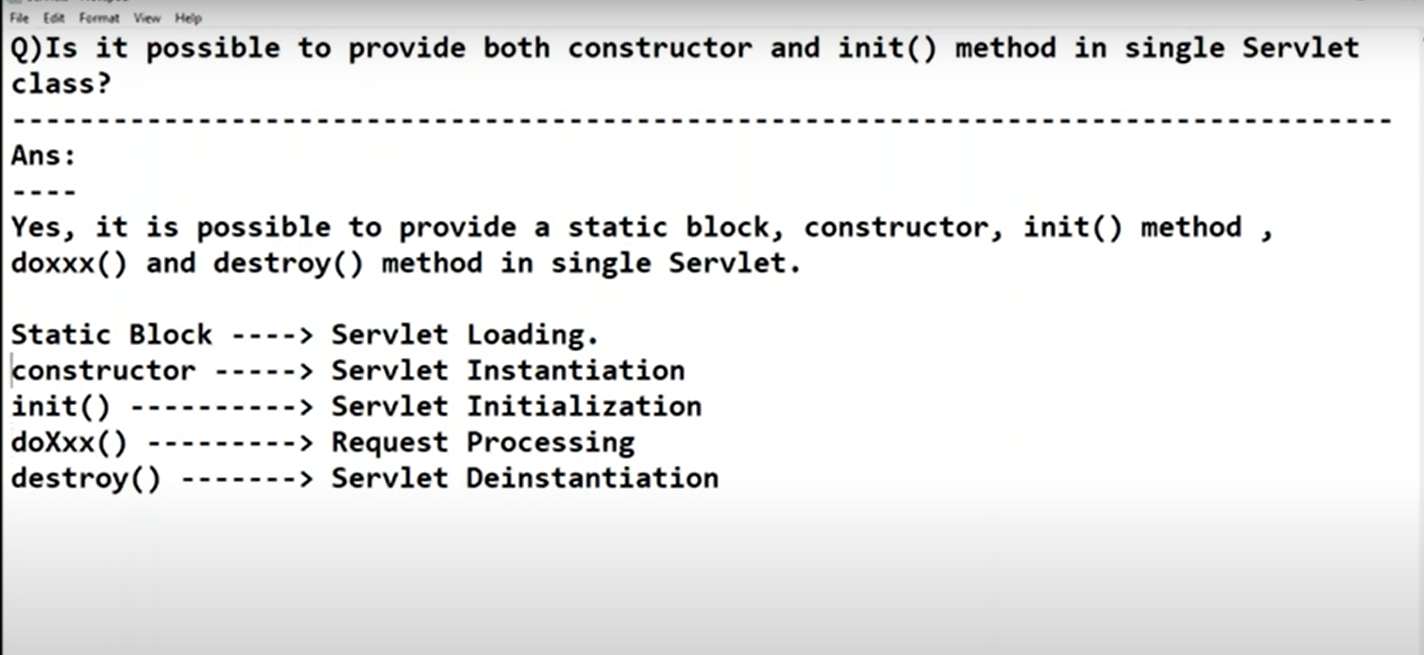 File Edit Format View Help
Q)Is it possible to provide both constructor and init() method in single Servlet
class?
-----------------------------------------------------------------------------------
Ans:
----
Yes, it is possible to provide a static block, constructor, init() method ,
doxxx() and destroy() method in single Servlet.
Static Block ----> Servlet Loading.
constructor -----> Servlet Instantiation
init() ----------> Servlet Initialization
doXxx() ---------> Request Processing
destroy() -------> Servlet Deinstantiation